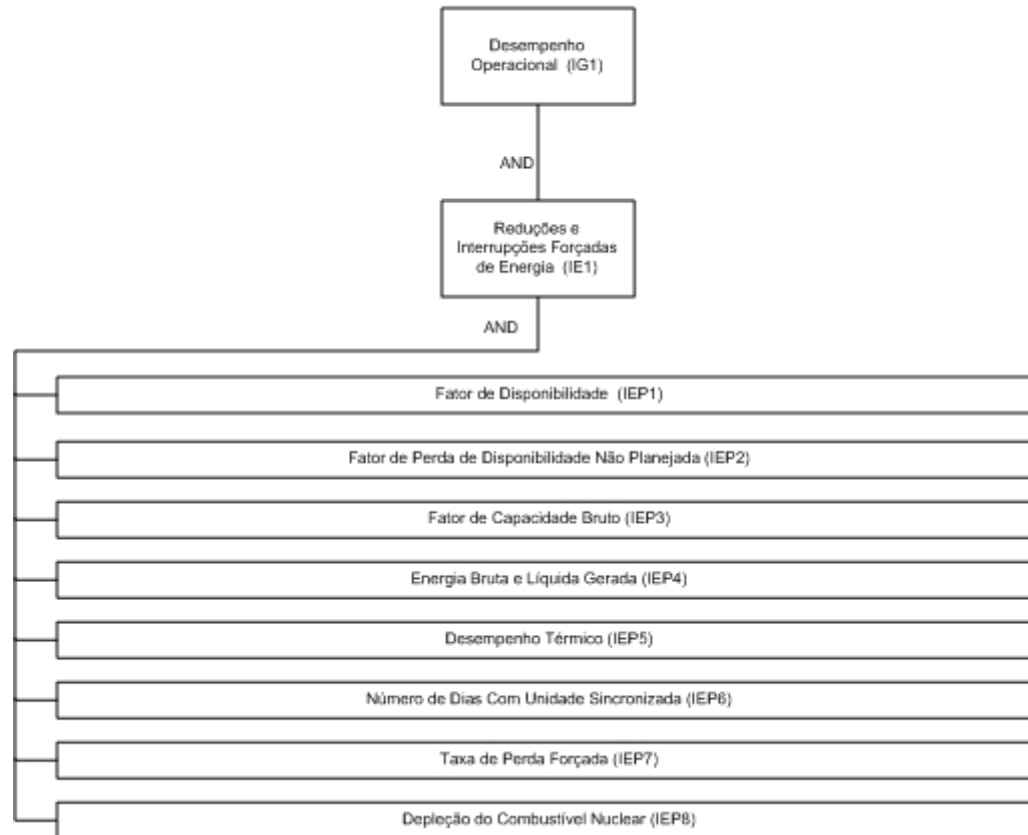 Desempenho
Operacional (IG1)
AND
Reduções e
Interrupções Forçadas
de Energia (IE1)
AND
Fator de Disponibilidade (IEP1)
Fator de Perda de Disponibilidade Não Planejada (IEP2)
Fator de Capacidade Bruto (IEP3)
Energia Bruta e Líquida Gerada (IEP4)
Desempenho Térmico (IEP5)
Número de Dias Com Unidade Sincronizada (IEP6)
Taxa de Perda Forçada (IEP7)
Depleção do Combustível Nuclear (IEP8)